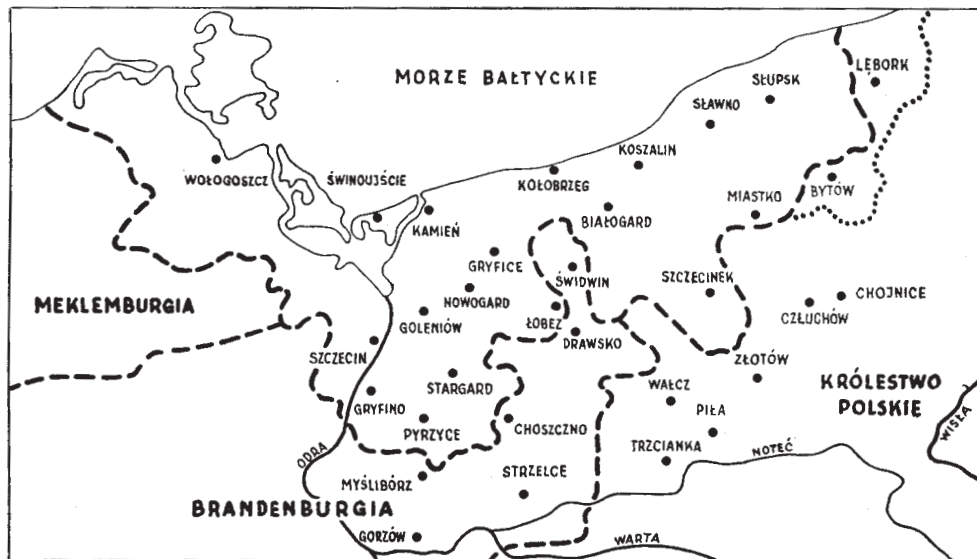 MORZE BAŁTYCKIE
LĘBORK
SŁUPSK
SŁAWNO
KOSZALIN
WOŁOGOSZCZ
ŚWINOUJŚCIE
KOŁOBRZEG
BYTÓW
MIASTKO
KAMIEŃ
BIAŁOGARD
GRYFICE
ŚWIDWIN
SZCZECINEK
CHOJNICE
MEKLEMBURGIA
NOWOGARD
CZŁUCHÓW
GOLENIÓW
ŁOBEZ
DRAWSKO
SZCZECIN
ZŁOTÓW
STARGARD
WAŁCZ
KRÓLESTWO
POLSKIE
GRYFINO
PIŁA
WISŁA
PYRZYCE
CHOSZCZNO
TRZCIANKA
NOTEĆ
ODRA
STRZELCE
MYŚLIBÓRZ
BRANDENBURGIA
GORZÓW
WARTA